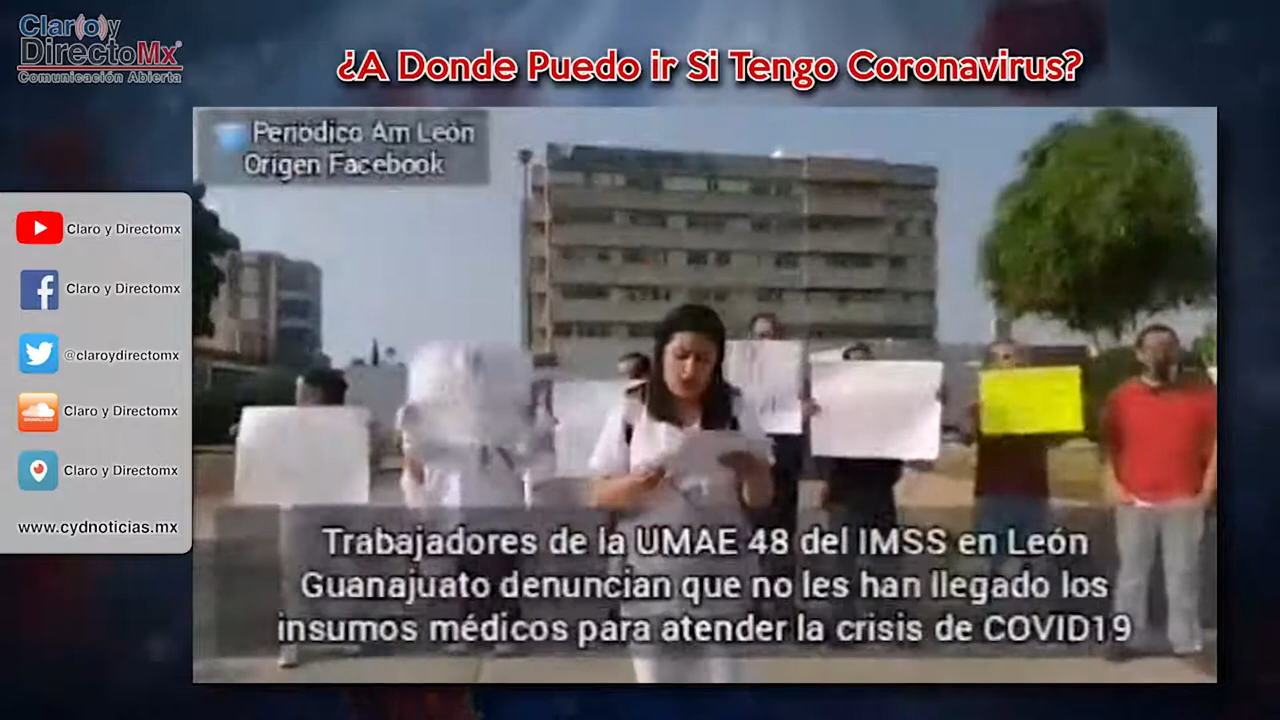 Claro y
DirectoMx
Comunicación Abierta
¿A Donde Puedo ir Si Tengo Coronavirus?
Periódico Am León
Origen Facebook
Claro y Directomx
Claro y Directomx
@claroydirectomx
Claro y Directomx
Claro y Directomx
www.cydnoticias.mx
Trabajadores de la UMAE 48 del IMSS en León
Guanajuato denuncian que no les han llegado los
insumos médicos para atender la crisis de COVID19